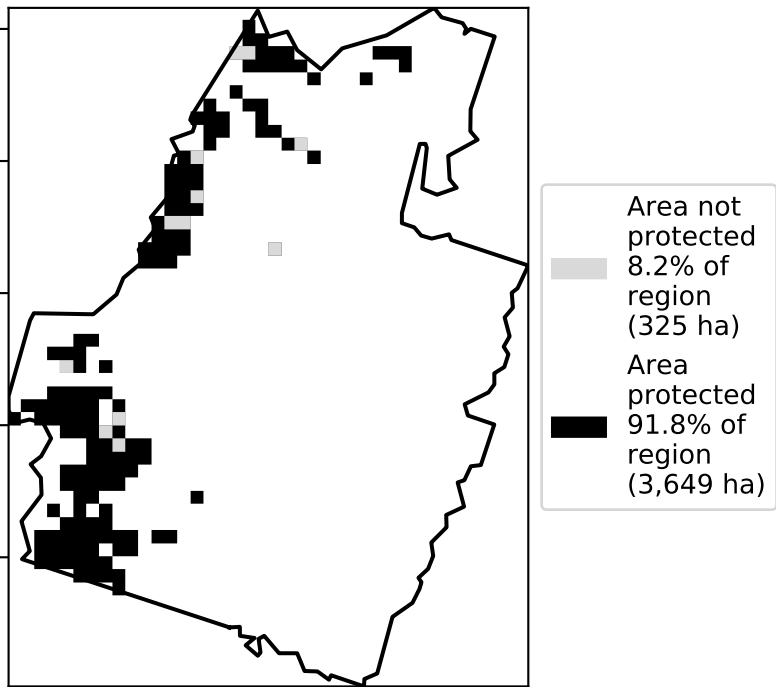 Area not
protected
8.2% of
region
(325 ha)
Area
protected
91.8% of
region
(3,649 ha)